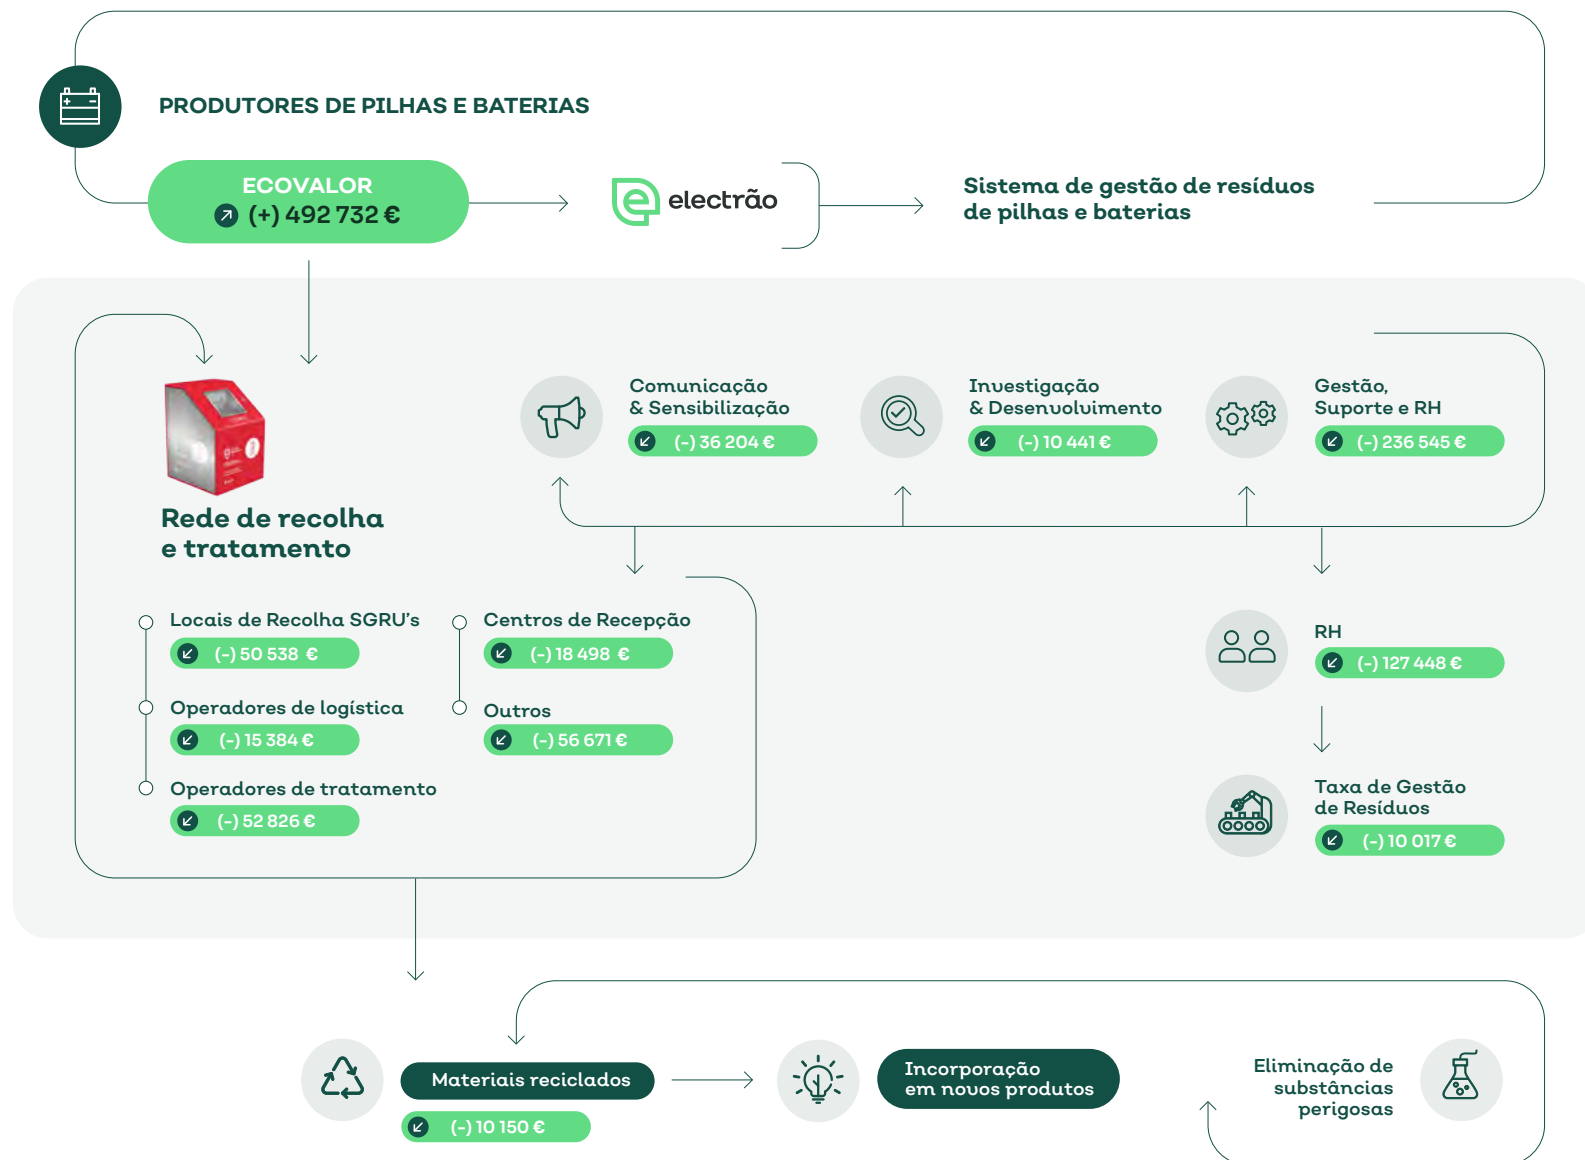 PRODUTORES DE PILHAS E BATERIAS
ECOVALOR
(+) 492 732 €
electrão
Sistema de gestão de resíduos
de pilhas e baterias
Comunicação
& Sensibilização
(-) 36 204 €
Investigação
& Desenvolvimento
(-) 10 441 €
Gestão,
Suporte e RH
(-) 236 545 €
Rede de recolha
e tratamento
Locais de Recolha SGRU's
(-) 50 538 €
Operadores de logística
(-) 15 384 €
Operadores de tratamento
(-) 52 826 €
Centros de Recepção
(-) 18 498 €
Outros
(-) 56 671 €
RH
(-) 127 448 €
Taxa de Gestão
de Resíduos
(-) 10 017 €
Materiais reciclados
(-) 10 150 €
Incorporação
em novos produtos
Eliminação de
substâncias
perigosas